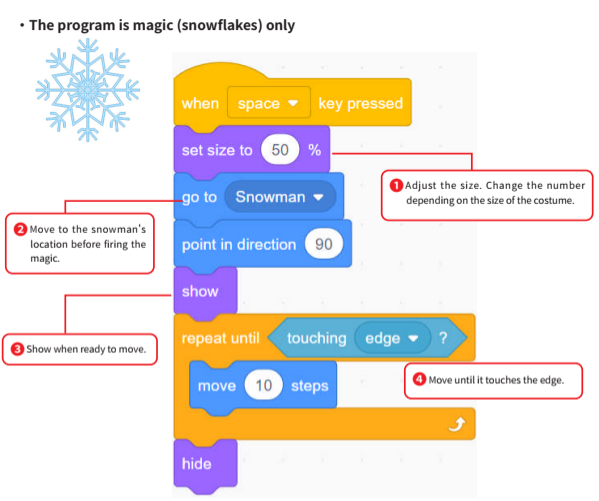 • The program is magic (snowflakes) only
when space key pressed
set size to 50 %
1 Adjust the size. Change the number
depending on the size of the costume.
go to Snowman
2 Move to the snowman's
location before firing the
magic.
point in direction 90
show
3 Show when ready to move.
repeat until touching edge ?
move 10 steps
4 Move until it touches the edge.
hide